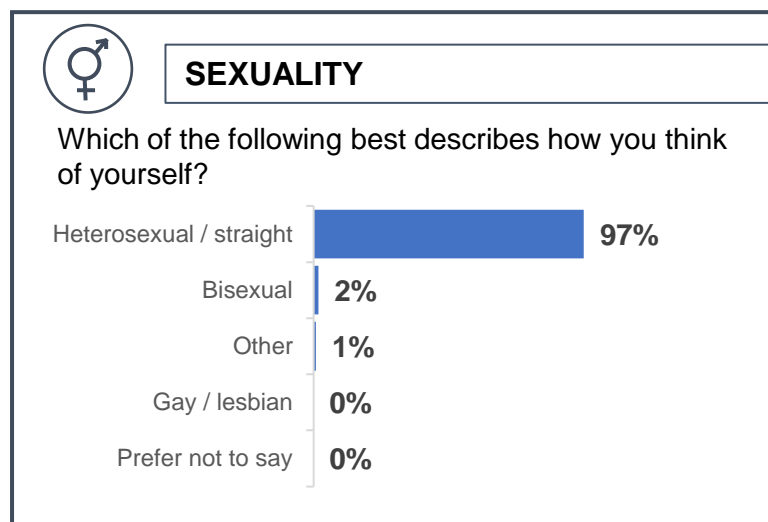 SEXUALITY
Which of the following best describes how you think
of yourself?
Heterosexual / straight 97%
Bisexual 2%
Other 1%
Gay / lesbian 0%
Prefer not to say 0%